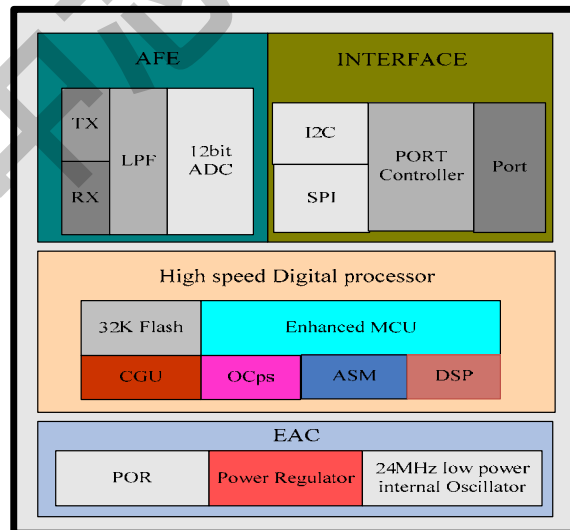 AFE
INTERFACE
TX
RX
LPF
12bit
ADC
I2C
SPI
PORT
Controller
Port
High speed Digital processor
32K Flash
Enhanced MCU
CGU
OCps
ASM
DSP
EAC
POR
Power Regulator
24MHz low power
internal Oscillator